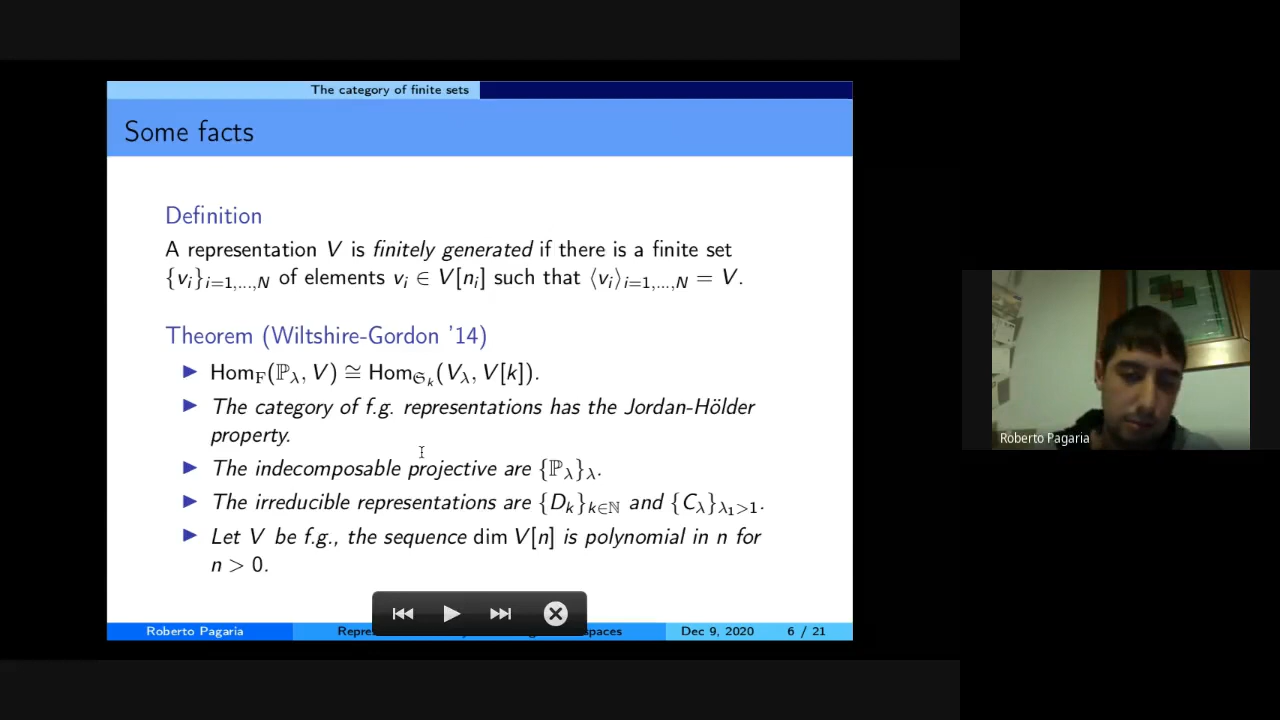 The category of finite sets
Some facts
Definition
A representation V is finitely generated if there is a finite set
{v_i}_{i=1,...,N} of elements v_i ∈ V[n_i] such that ⟨v_i⟩_{i=1,...,N} = V.
Theorem (Wiltshire-Gordon '14)
▶ Hom_F(ℙ_λ, V) ≅ Hom_{𝔖_k}(V_λ, V[k]).
▶ The category of f.g. representations has the Jordan-Hölder
property.
▶ The indecomposable projective are {ℙ_λ}_λ.
▶ The irreducible representations are {D_k}_{k∈ℕ} and {C_λ}_{λ_1>1}.
▶ Let V be f.g., the sequence dim V[n] is polynomial in n for
n > 0.
Roberto Pagaria
Dec 9, 2020 6 / 21
Roberto Pagaria